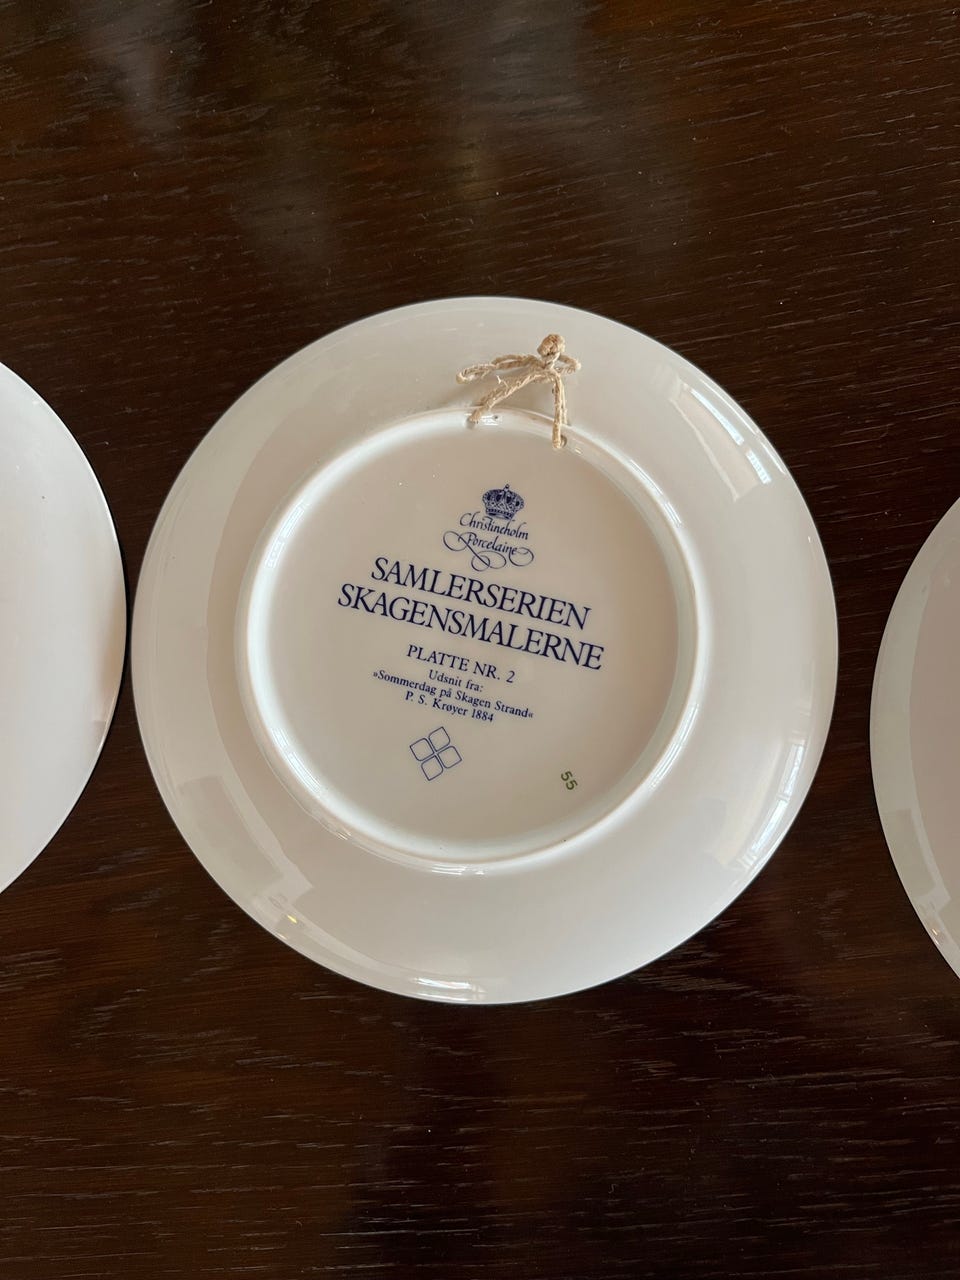 Christineholm
Porcelaine
SAMLERSERIEN
SKAGENSMALERNE
PLATTE NR. 2
Udsnit fra:
»Sommerdag på Skagen Strand«
P. S. Krøyer 1884
55